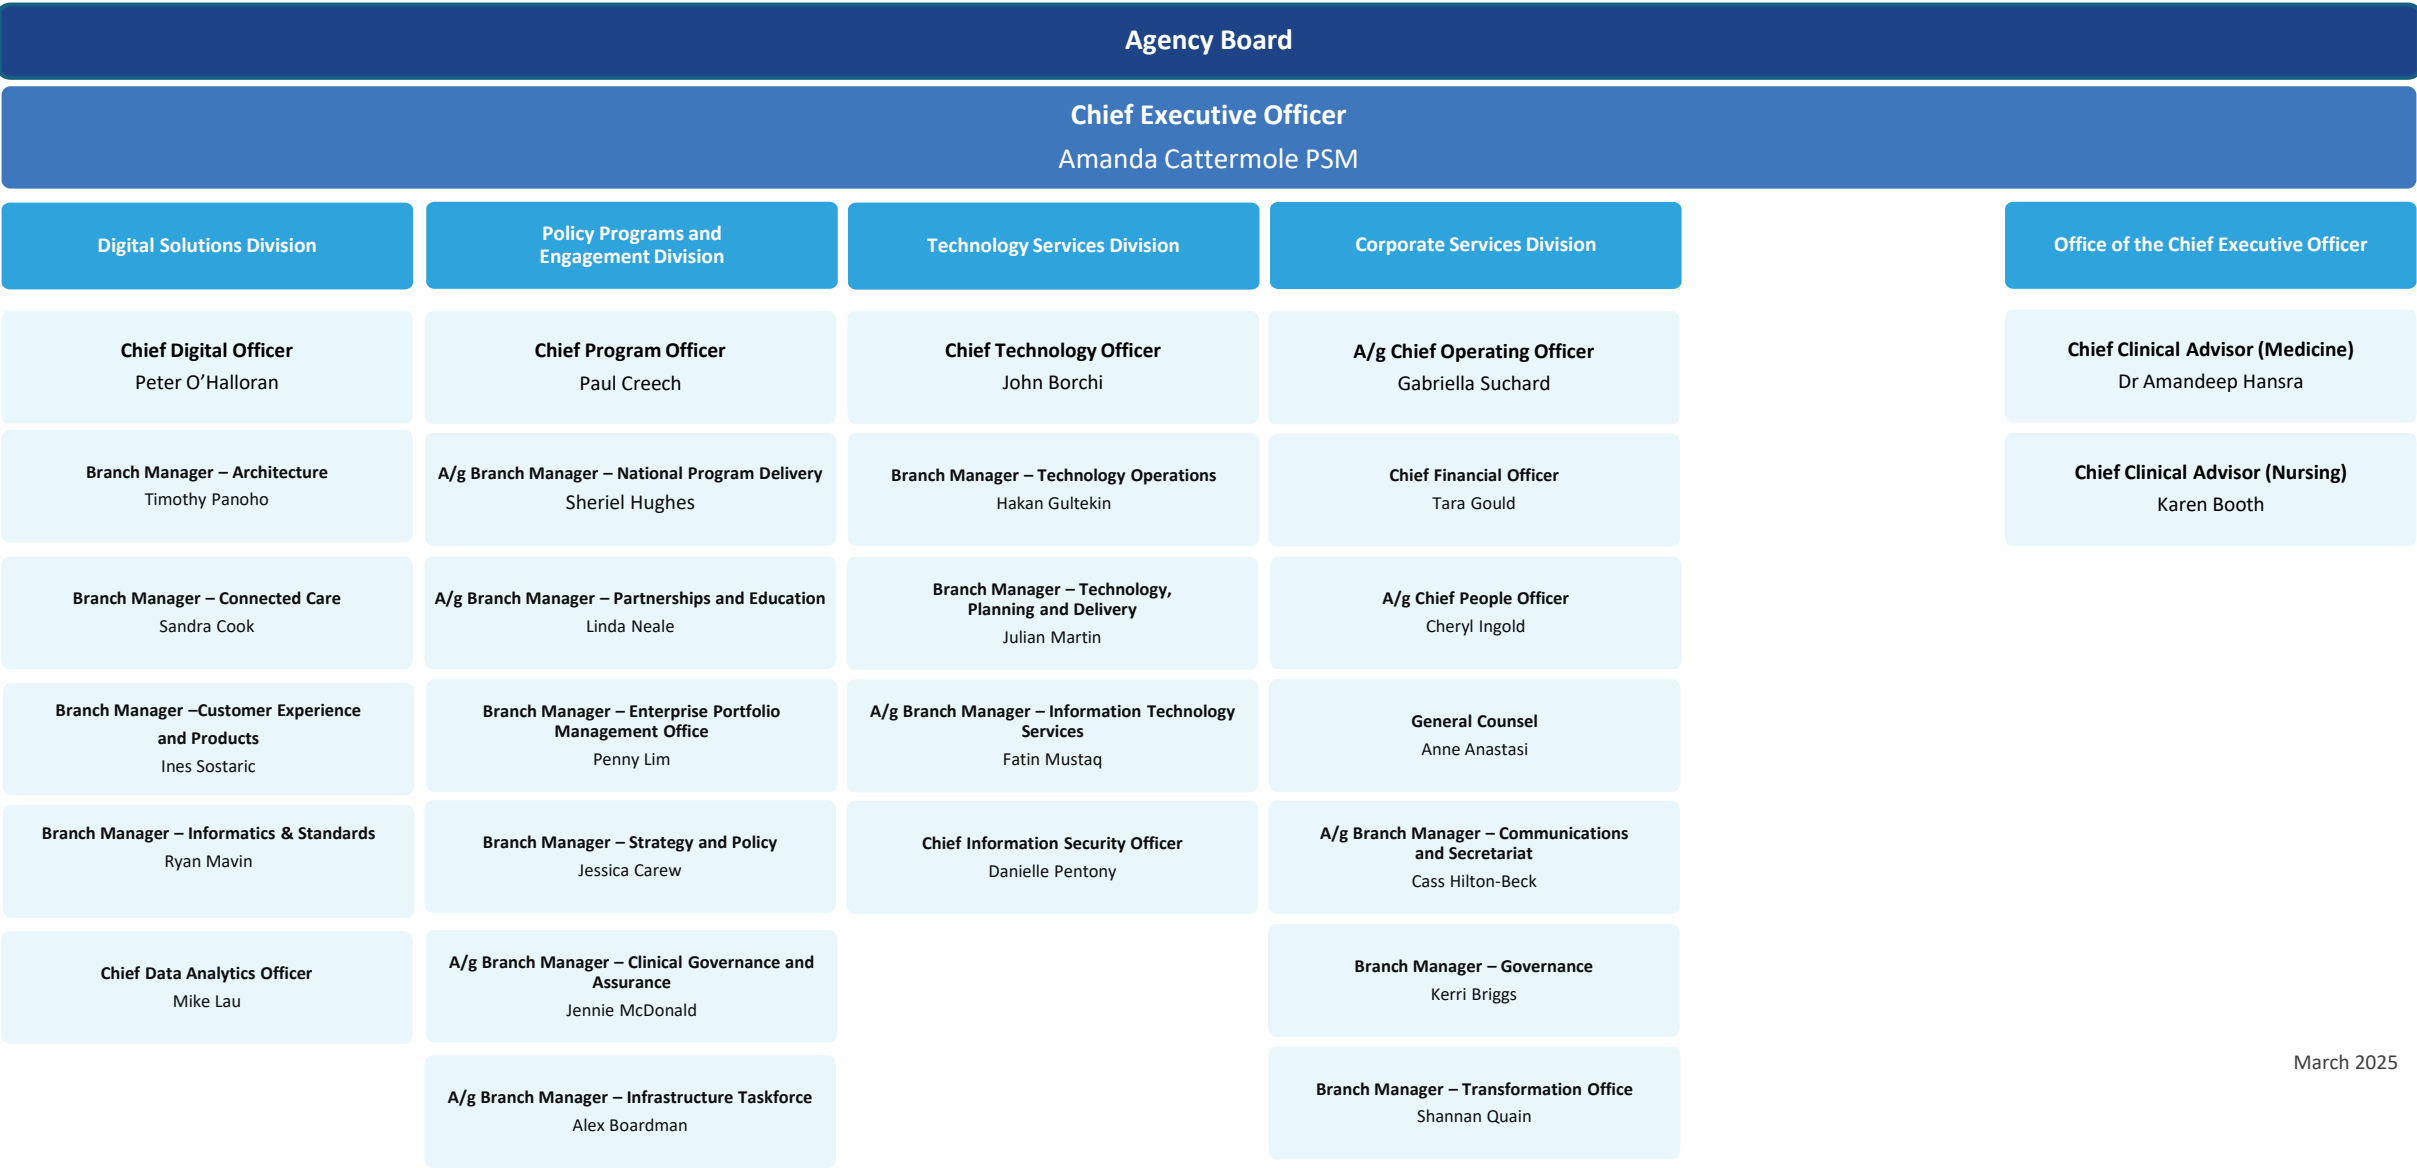 Agency Board
Chief Executive Officer
Amanda Cattermole PSM
Digital Solutions Division
Chief Digital Officer
Peter O’Halloran
Branch Manager – Architecture
Timothy Panoho
Branch Manager – Connected Care
Sandra Cook
Branch Manager –Customer Experience
and Products
Ines Sostaric
Branch Manager – Informatics & Standards
Ryan Mavin
Chief Data Analytics Officer
Mike Lau
Policy Programs and
Engagement Division
Chief Program Officer
Paul Creech
A/g Branch Manager – National Program Delivery
Sheriel Hughes
A/g Branch Manager – Partnerships and Education
Linda Neale
Branch Manager – Enterprise Portfolio
Management Office
Penny Lim
Branch Manager – Strategy and Policy
Jessica Carew
A/g Branch Manager – Clinical Governance and
Assurance
Jennie McDonald
A/g Branch Manager – Infrastructure Taskforce
Alex Boardman
Technology Services Division
Chief Technology Officer
John Borchi
Branch Manager – Technology Operations
Hakan Gultekin
Branch Manager – Technology,
Planning and Delivery
Julian Martin
A/g Branch Manager – Information Technology
Services
Fatin Mustaq
Chief Information Security Officer
Danielle Pentony
Corporate Services Division
A/g Chief Operating Officer
Gabriella Suchard
Chief Financial Officer
Tara Gould
A/g Chief People Officer
Cheryl Ingold
General Counsel
Anne Anastasi
A/g Branch Manager – Communications
and Secretariat
Cass Hilton-Beck
Branch Manager – Governance
Kerri Briggs
Branch Manager – Transformation Office
Shannan Quain
Office of the Chief Executive Officer
Chief Clinical Advisor (Medicine)
Dr Amandeep Hansra
Chief Clinical Advisor (Nursing)
Karen Booth
March 2025